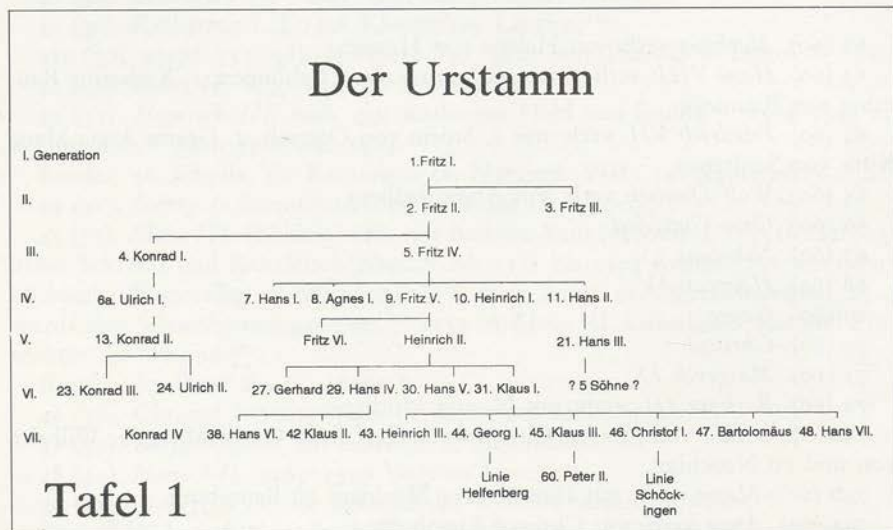 Der Urstamm
I. Generation
1. Fritz I.
II.
2. Fritz II. 3. Fritz III.
III.
4. Konrad I. 5. Fritz IV.
IV. 6a. Ulrich I. 7. Hans I. 8. Agnes I. 9. Fritz V. 10. Heinrich I. 11. Hans II.
V. 13. Konrad II. Fritz VI. Heinrich II. 21. Hans III.
VI. 23. Konrad III. 24. Ulrich II. 27. Gerhard 29. Hans IV. 30. Hans V. 31. Klaus I. ? 5 Söhne ?
VII. Konrad IV 38. Hans VI. 42 Klaus II. 43. Heinrich III. 44. Georg I. 45. Klaus III. 46. Christof I. 47. Bartolomäus 48. Hans VII.
Linie
Helfenberg
60. Peter II.
Linie
Schöck-
ingen
Tafel 1